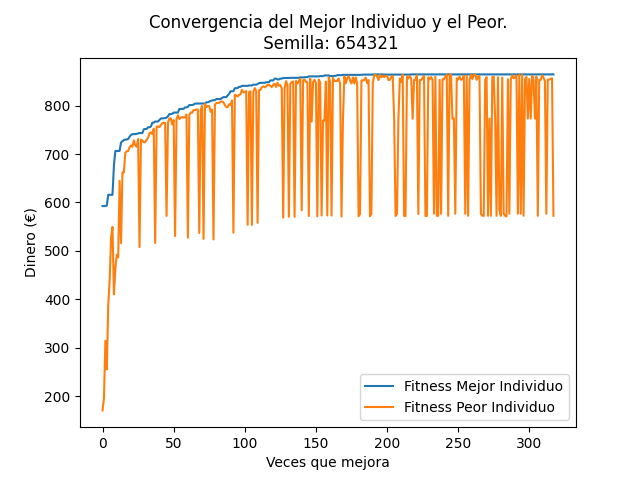 Convergencia del Mejor Individuo y el Peor.
Semilla: 654321
Dinero (€)
800
700
600
500
400
300
200
0
50
100
150
200
250
300
Veces que mejora
Fitness Mejor Individuo
Fitness Peor Individuo